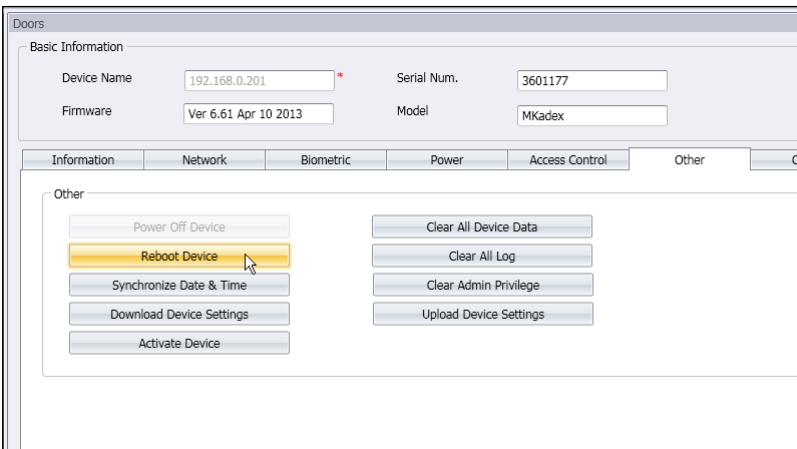 Doors
Basic Information
Device Name 192.168.0.201 * Serial Num. 3601177
Firmware Ver 6.61 Apr 10 2013 Model MKadex
Information Network Biometric Power Access Control Other
Other
Power Off Device Clear All Device Data
Reboot Device Clear All Log
Synchronize Date & Time Clear Admin Privilege
Download Device Settings Upload Device Settings
Activate Device